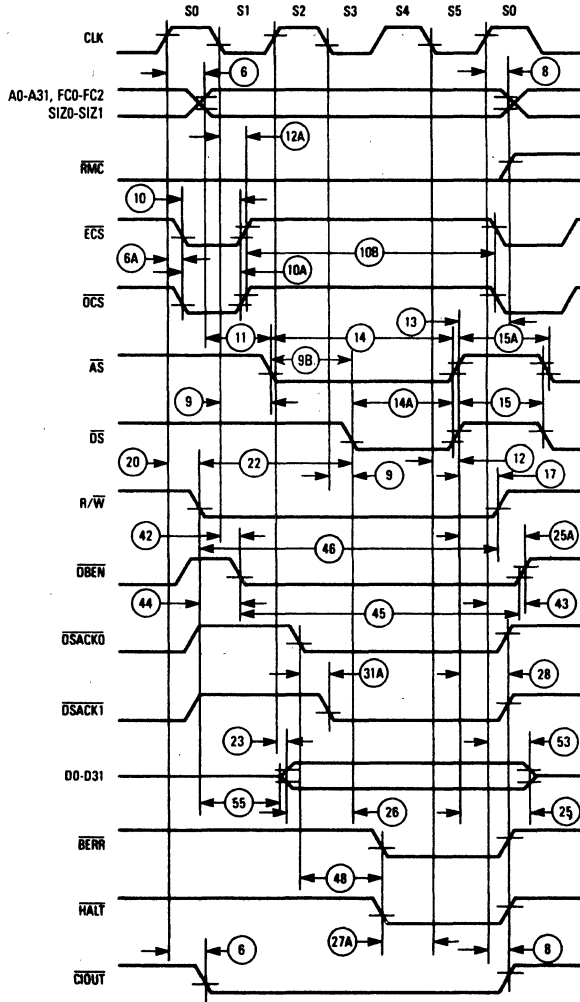 S0 S1 S2 S3 S4 S5 S0
CLK
6 8
A0-A31, FC0-FC2
SIZ0-SIZ1
12A
RMC
10
ECS
10B
6A 10A
OCS
13
11 14 15A
9B
AS
9 14A 15
DS
20 22 9 12 17
R/W
42 46 25A
DBEN
44 45 43
DSACK0
31A 28
DSACK1
23 53
D0-D31
55 26 25
BERR
48
HALT
27A
6 8
CIOUT